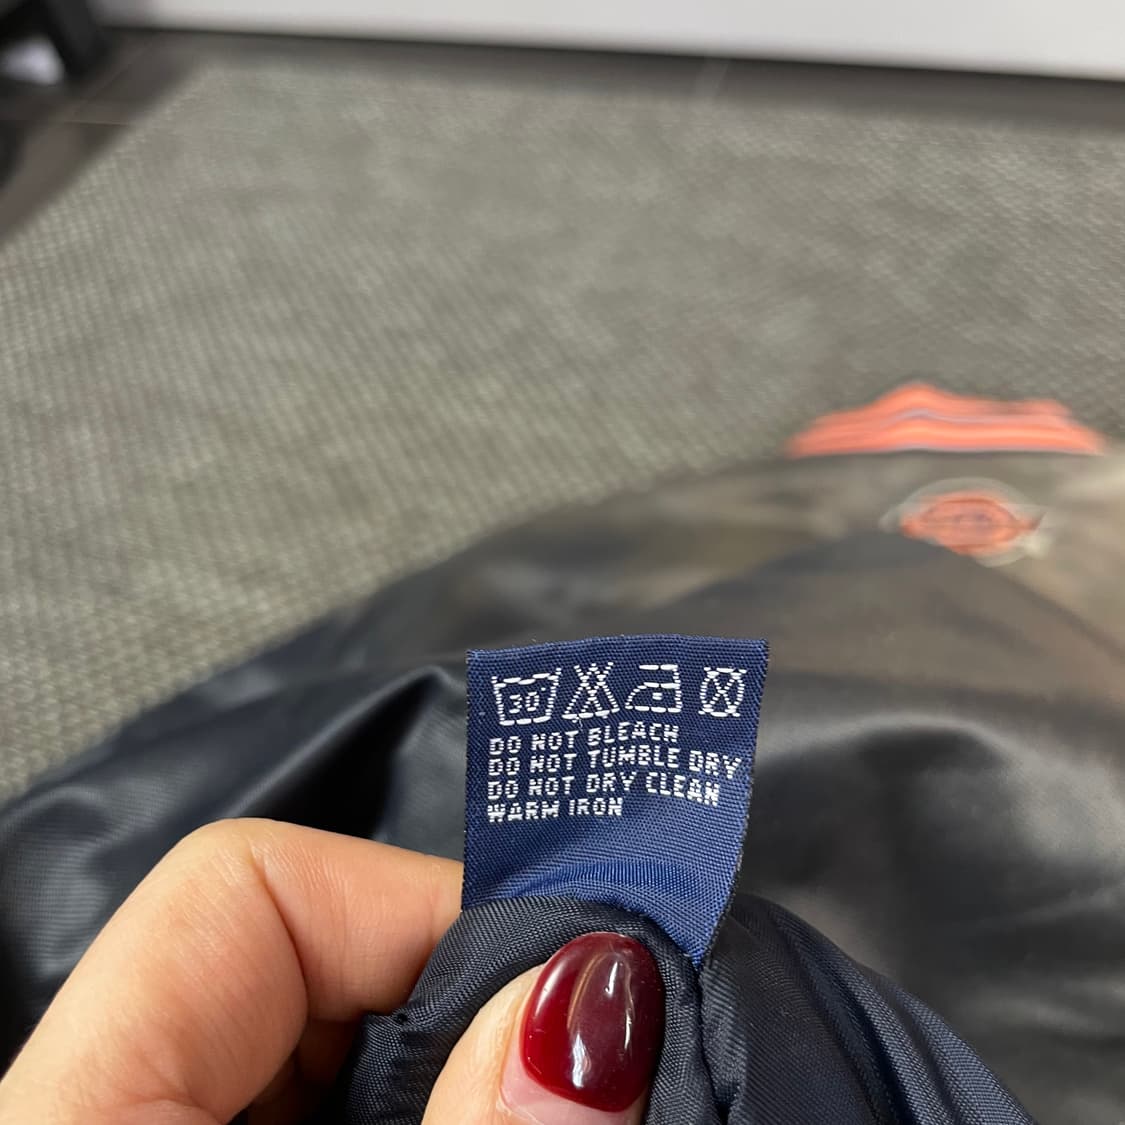 30°
DO NOT BLEACH
DO NOT TUMBLE DRY
DO NOT DRY CLEAN
WARM IRON